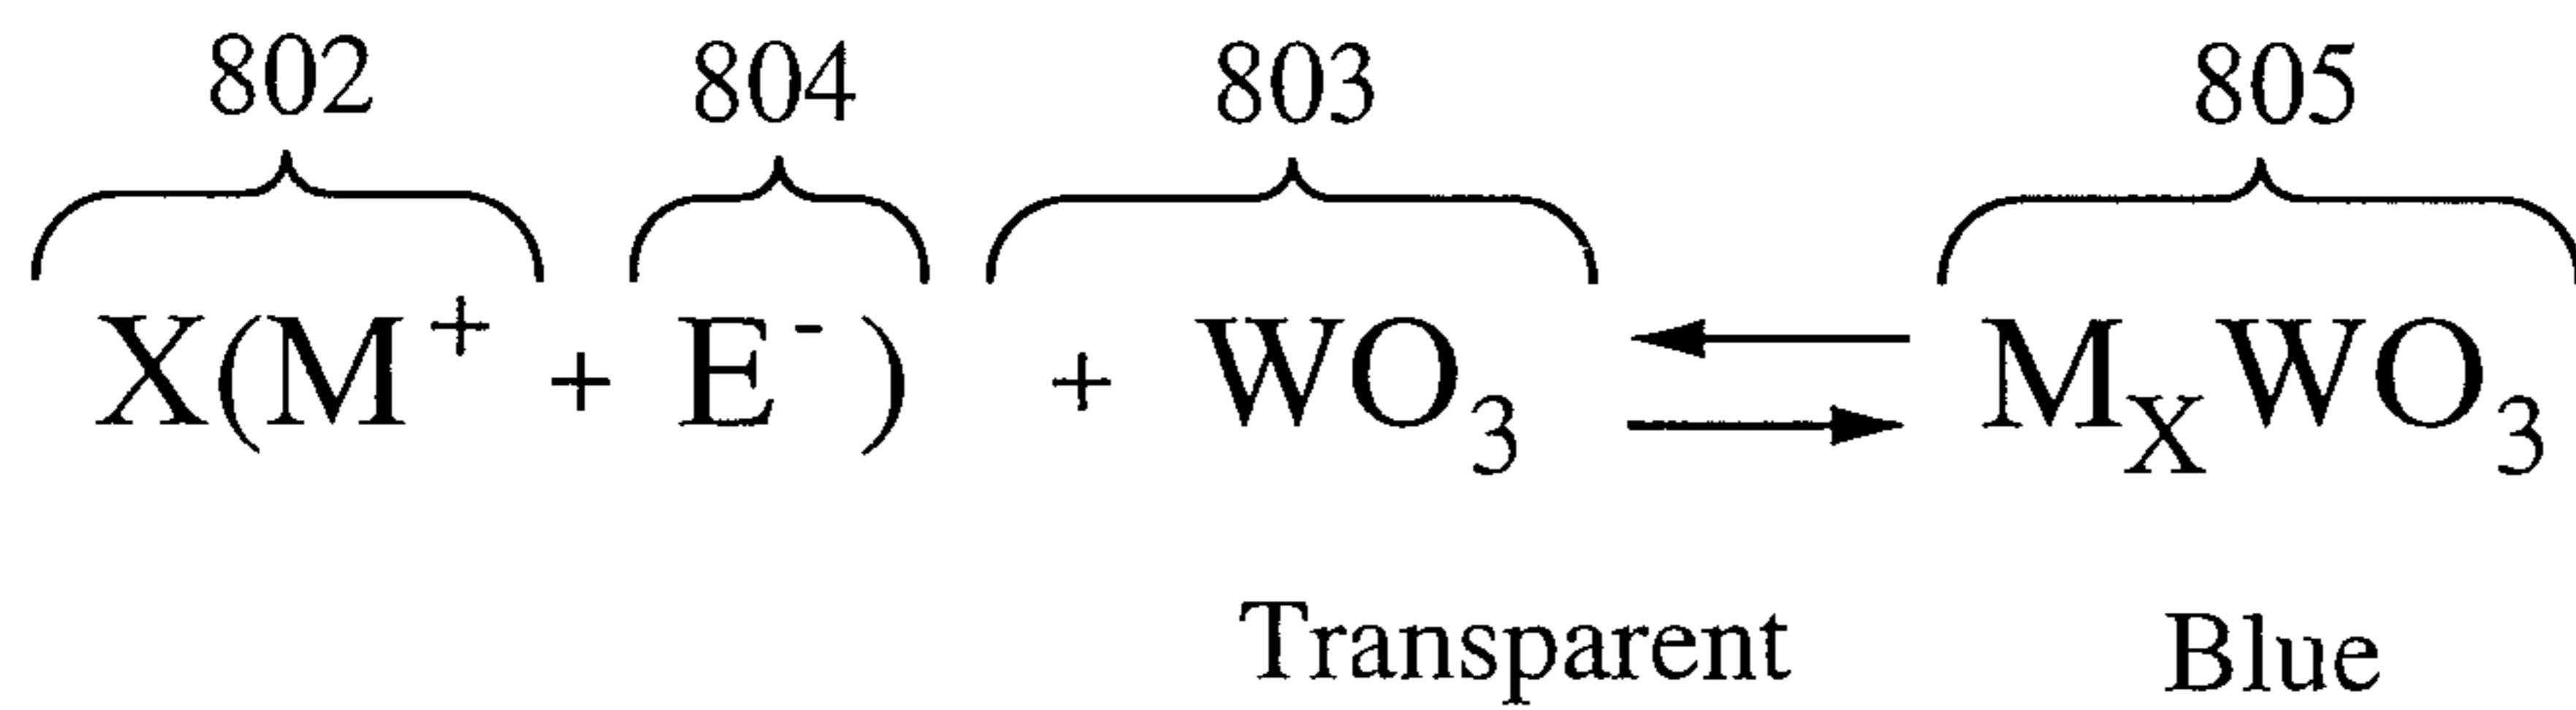 802 804 803 805
X(M⁺ + E⁻) + WO₃ ⇄ MₓWO₃
Transparent Blue